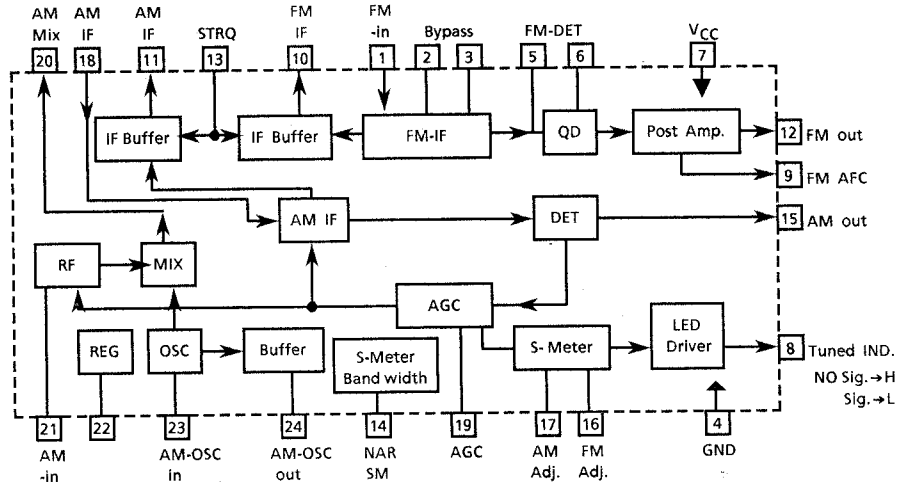 AM AM AM FM FM
Mix IF IF STRQ IF -in Bypass FM-DET VCC
20 18 11 13 10 1 2 3 5 6 7
IF Buffer IF Buffer FM-IF QD Post Amp. 12 FM out
9 FM AFC
AM IF DET 15 AM out
RF MIX
AGC
REG OSC Buffer S-Meter Band width S-Meter LED Driver 8 Tuned IND.
NO Sig.→H
Sig.→L
21 22 23 24 14 19 17 16 4
AM AM-OSC AM-OSC NAR AGC AM FM GND
-in in out SM Adj. Adj.